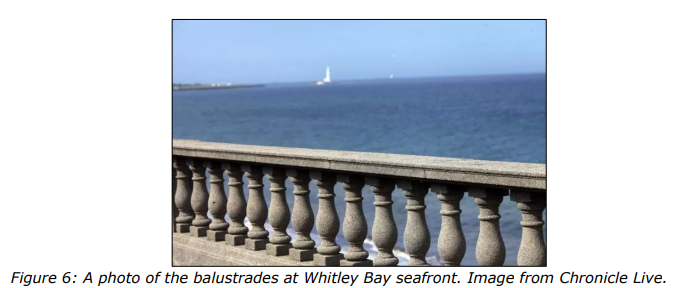 Figure 6: A photo of the balustrades at Whitley Bay seafront. Image from Chronicle Live.